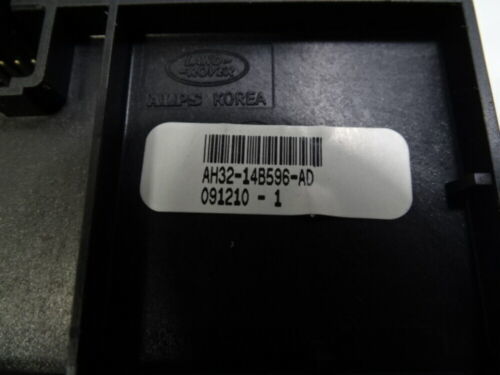 LAND-
-ROVER
ALPS KOREA
AH32-14B596-AD
091210 - 1